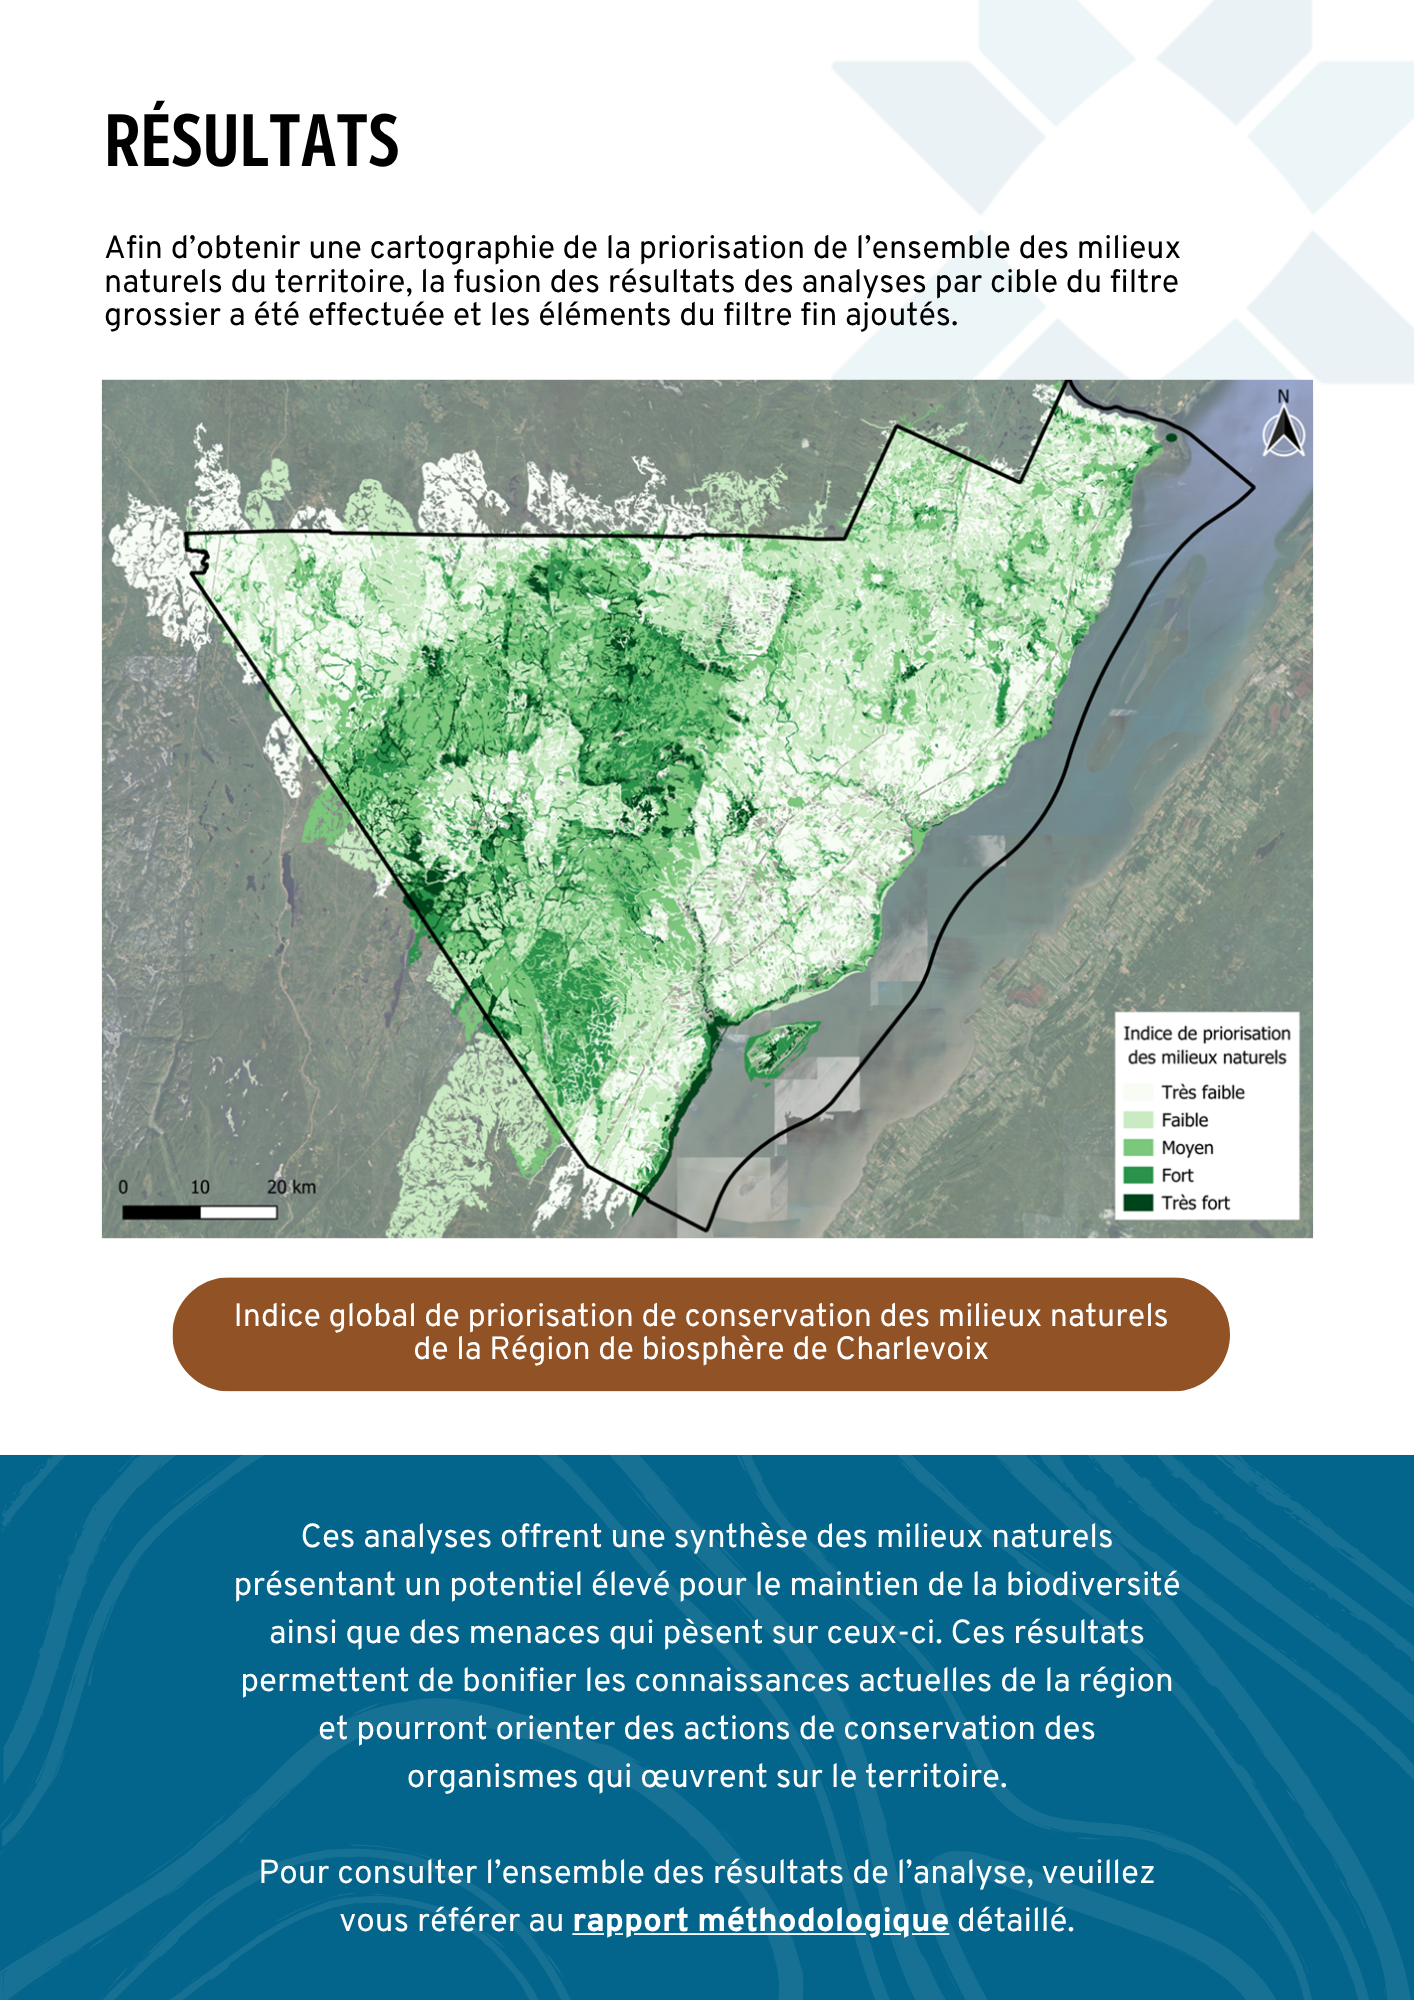 RÉSULTATS
Afin d’obtenir une cartographie de la priorisation de l’ensemble des milieux
naturels du territoire, la fusion des résultats des analyses par cible du filtre
grossier a été effectuée et les éléments du filtre fin ajoutés.
N
Indice de priorisation
des milieux naturels
Très faible
Faible
Moyen
Fort
Très fort
0 10 20 km
Indice global de priorisation de conservation des milieux naturels
de la Région de biosphère de Charlevoix
Ces analyses offrent une synthèse des milieux naturels
présentant un potentiel élevé pour le maintien de la biodiversité
ainsi que des menaces qui pèsent sur ceux-ci. Ces résultats
permettent de bonifier les connaissances actuelles de la région
et pourront orienter des actions de conservation des
organismes qui œuvrent sur le territoire.
Pour consulter l’ensemble des résultats de l’analyse, veuillez
vous référer au rapport méthodologique détaillé.